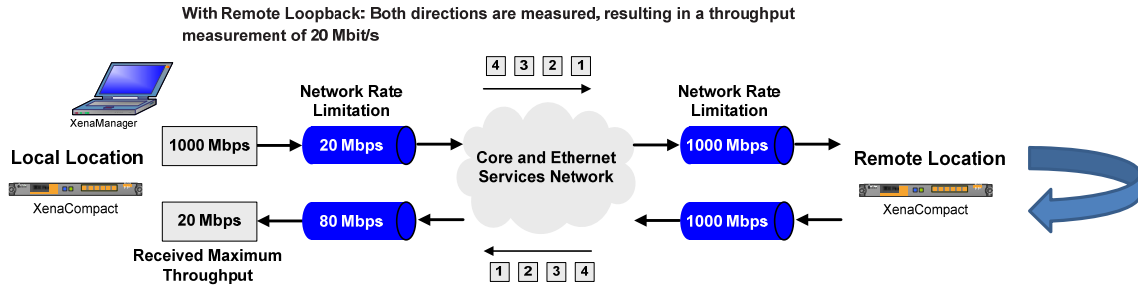 With Remote Loopback: Both directions are measured, resulting in a throughput
measurement of 20 Mbit/s
4 3 2 1
XenaManager
Network Rate
Limitation
Network Rate
Limitation
1000 Mbps
20 Mbps
1000 Mbps
Local Location
Core and Ethernet
Services Network
Remote Location
XenaCompact
XenaCompact
20 Mbps
80 Mbps
1000 Mbps
Received Maximum
Throughput
1 2 3 4